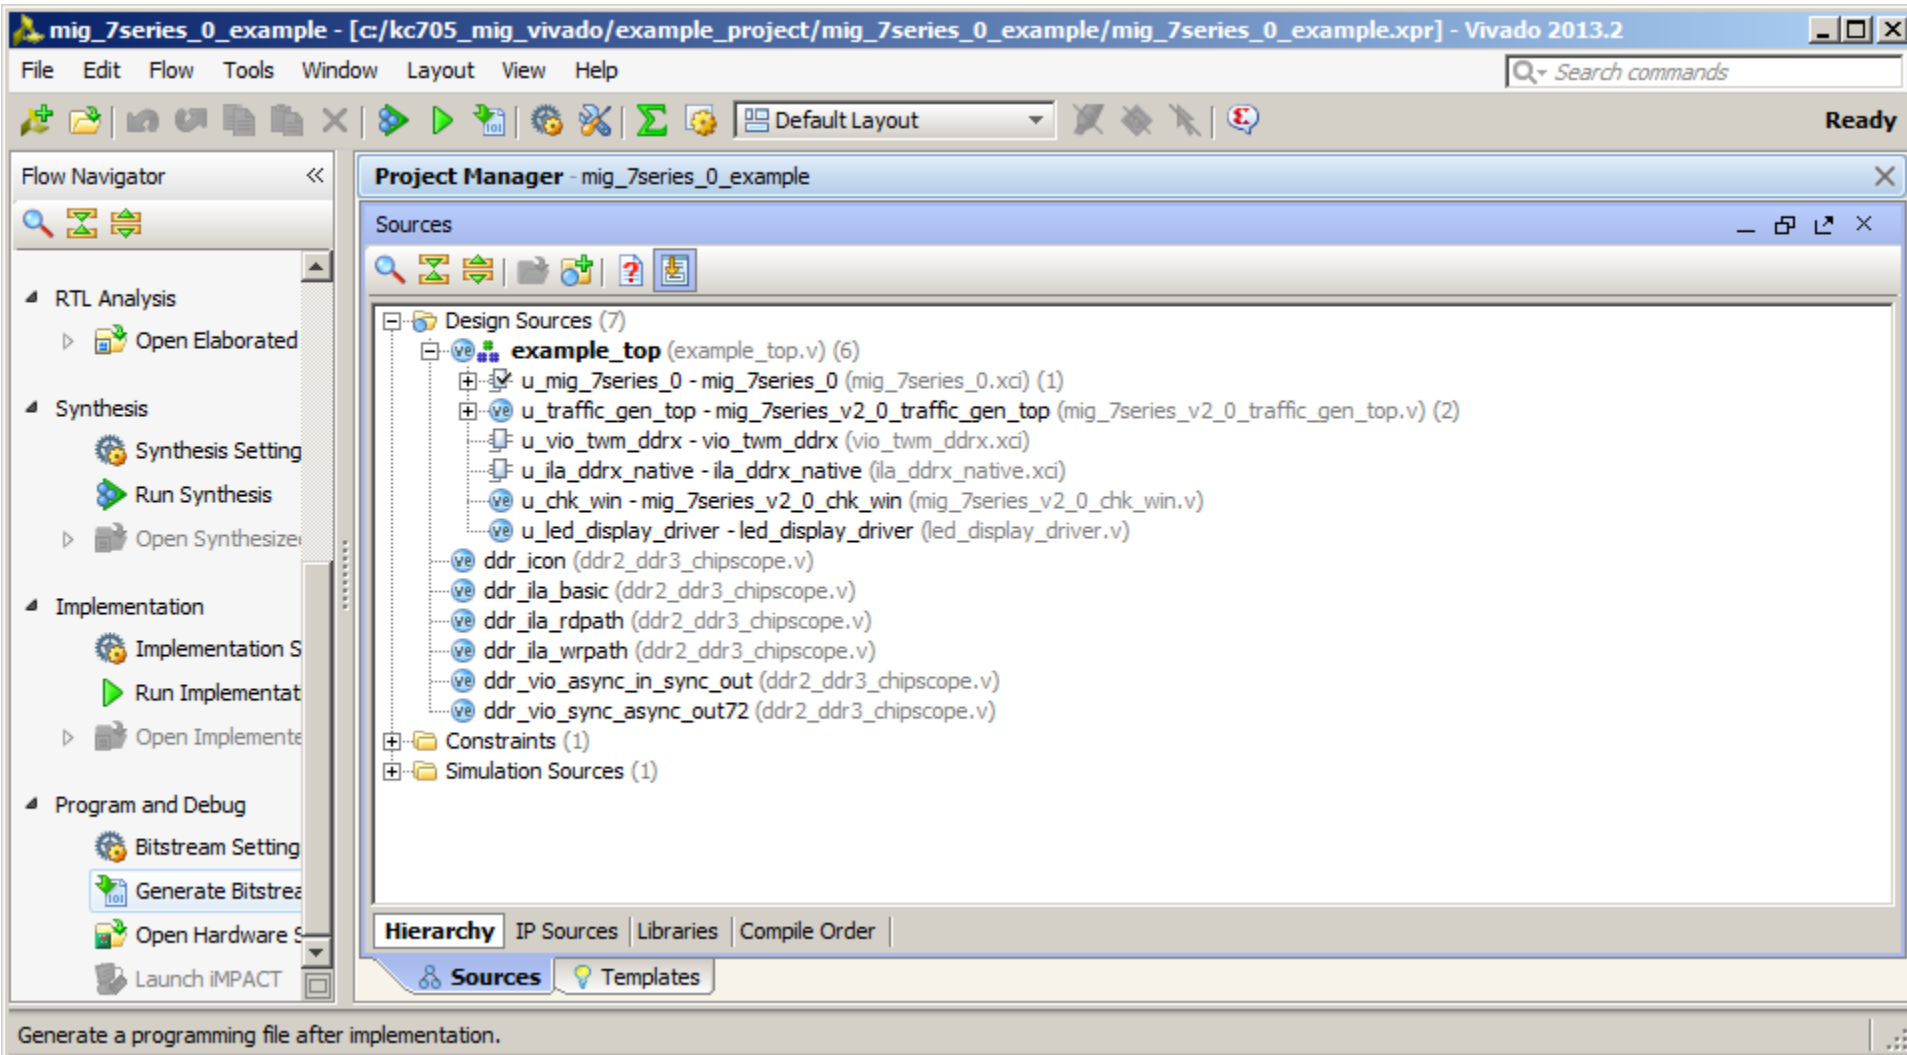 mig_7series_0_example - [c:/kc705_mig_vivado/example_project/mig_7series_0_example/mig_7series_0_example.xpr] - Vivado 2013.2
File Edit Flow Tools Window Layout View Help
Search commands
Default Layout
Ready
Flow Navigator
RTL Analysis
Open Elaborated
Synthesis
Synthesis Setting
Run Synthesis
Open Synthesize
Implementation
Implementation S
Run Implementat
Open Implemente
Program and Debug
Bitstream Setting
Generate Bitstrea
Open Hardware S
Launch iMPACT
Project Manager - mig_7series_0_example
Sources
Design Sources (7)
example_top (example_top.v) (6)
u_mig_7series_0 - mig_7series_0 (mig_7series_0.xci) (1)
u_traffic_gen_top - mig_7series_v2_0_traffic_gen_top (mig_7series_v2_0_traffic_gen_top.v) (2)
u_vio_twm_ddrx - vio_twm_ddrx (vio_twm_ddrx.xci)
u_ila_ddrx_native - ila_ddrx_native (ila_ddrx_native.xci)
u_chk_win - mig_7series_v2_0_chk_win (mig_7series_v2_0_chk_win.v)
u_led_display_driver - led_display_driver (led_display_driver.v)
ddr_icon (ddr2_ddr3_chipscope.v)
ddr_ila_basic (ddr2_ddr3_chipscope.v)
ddr_ila_rdpath (ddr2_ddr3_chipscope.v)
ddr_ila_wrpath (ddr2_ddr3_chipscope.v)
ddr_vio_async_in_sync_out (ddr2_ddr3_chipscope.v)
ddr_vio_sync_async_out72 (ddr2_ddr3_chipscope.v)
Constraints (1)
Simulation Sources (1)
Hierarchy IP Sources Libraries Compile Order
Sources Templates
Generate a programming file after implementation.